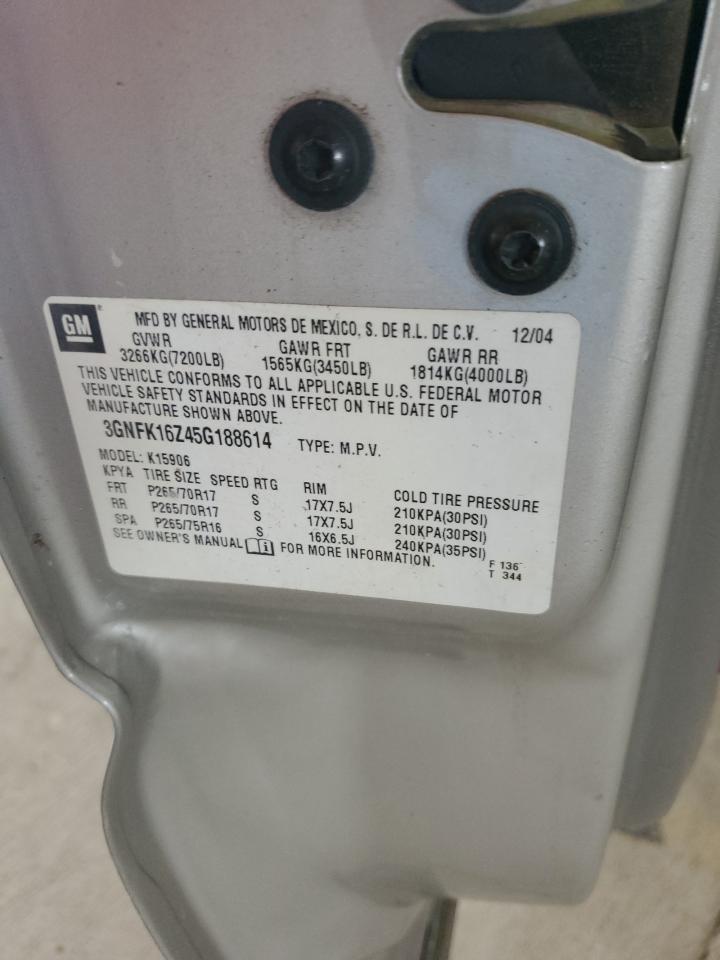 GM
MFD BY GENERAL MOTORS DE MEXICO, S. DE R.L. DE C.V. 12/04
GVWR GAWR FRT GAWR RR
3266KG(7200LB) 1565KG(3450LB) 1814KG(4000LB)
THIS VEHICLE CONFORMS TO ALL APPLICABLE U.S. FEDERAL MOTOR
VEHICLE SAFETY STANDARDS IN EFFECT ON THE DATE OF
MANUFACTURE SHOWN ABOVE.
3GNFK16Z45G188614 TYPE: M.P.V.
MODEL: K15906
KPYA TIRE SIZE SPEED RTG RIM COLD TIRE PRESSURE
FRT P265/70R17 S 17X7.5J 210KPA(30PSI)
RR P265/70R17 S 17X7.5J 210KPA(30PSI)
SPA P265/75R16 S 16X6.5J 240KPA(35PSI)
SEE OWNER'S MANUAL i FOR MORE INFORMATION.
F 136
T 344